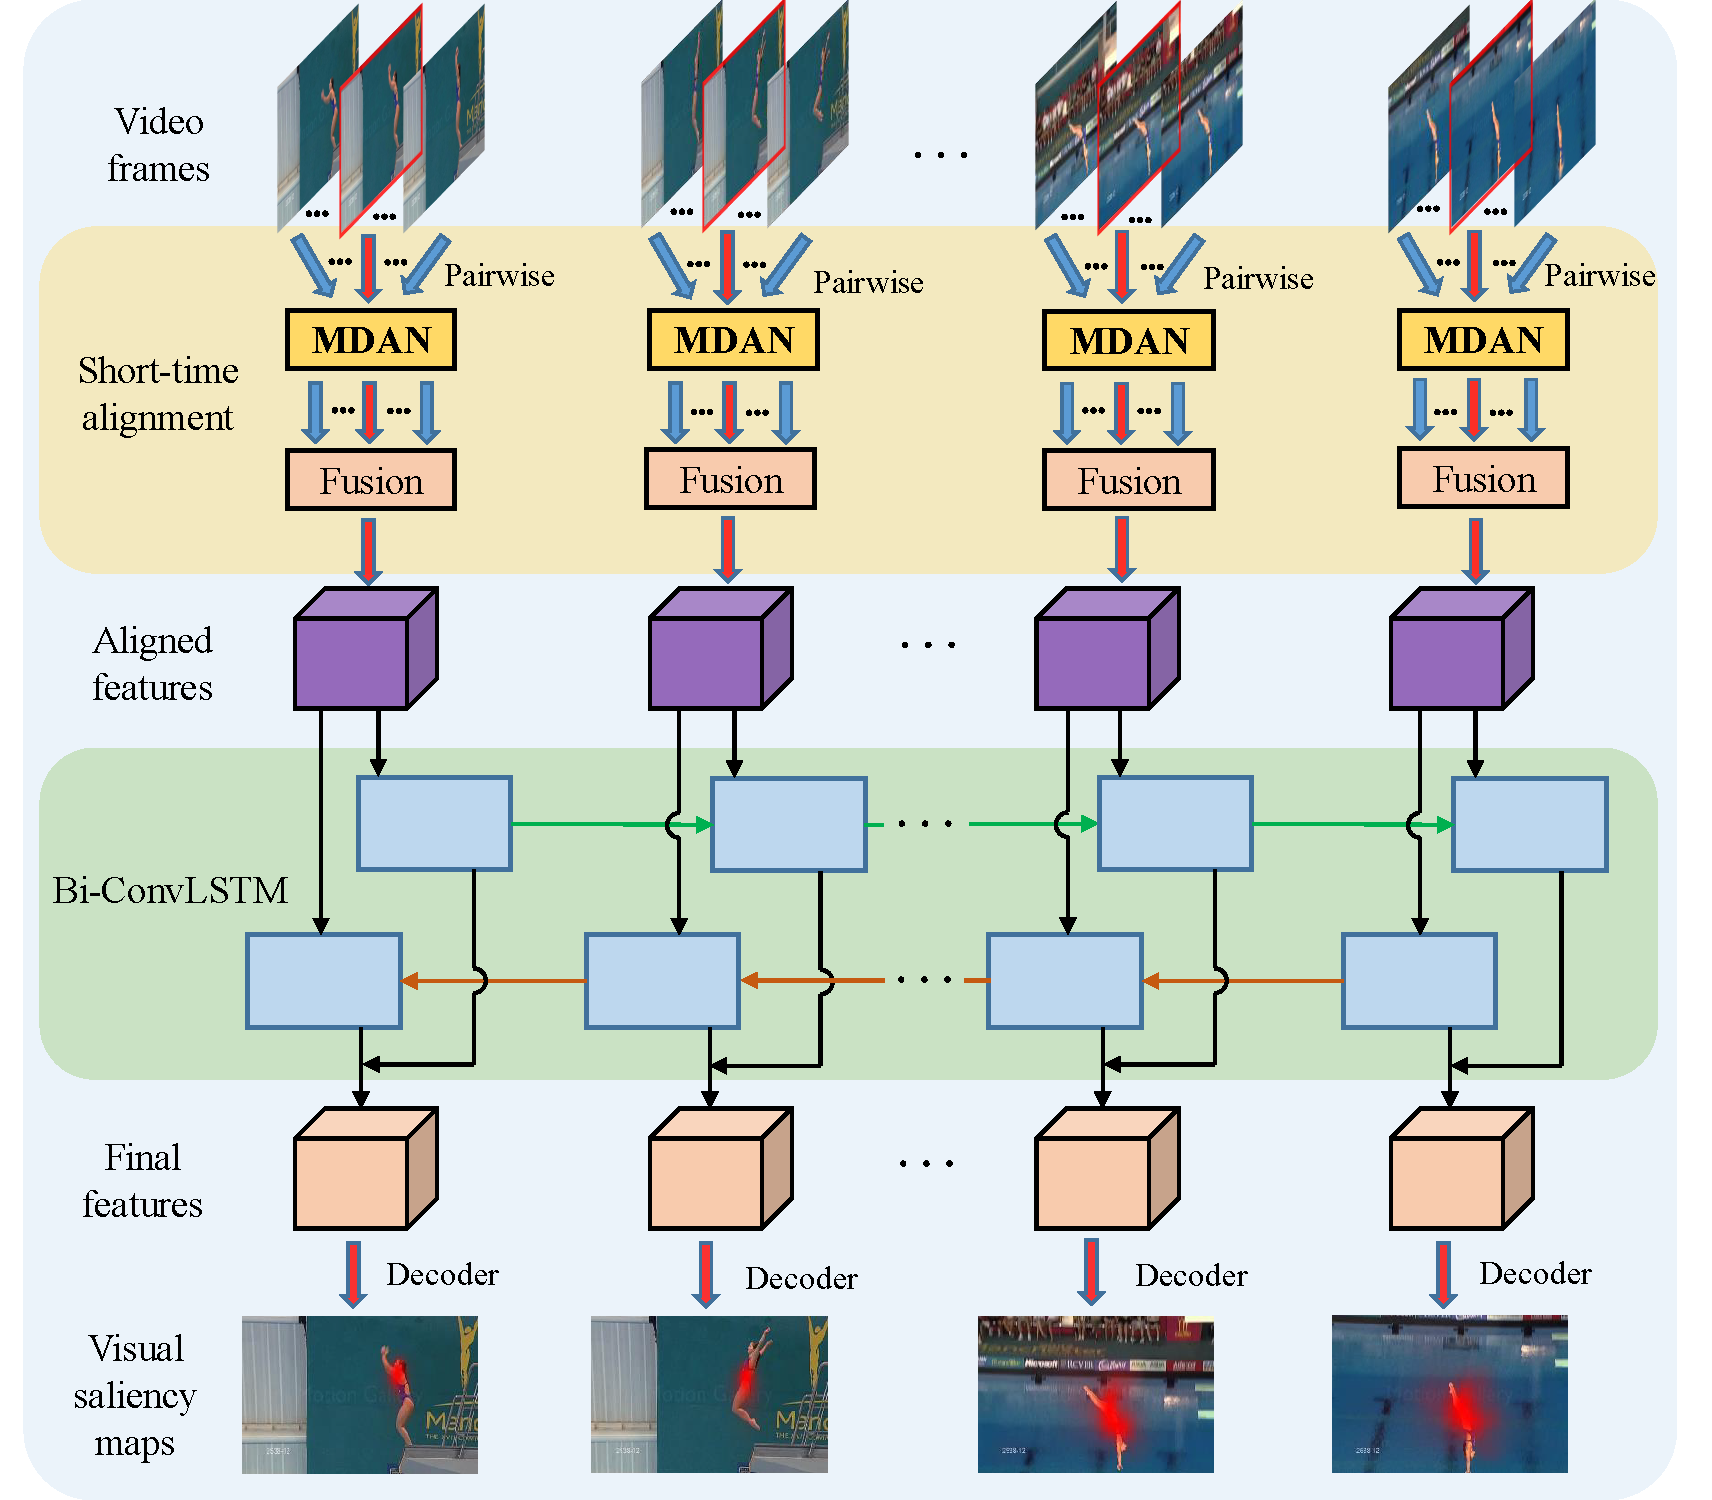 Video
frames
. . .
Pairwise
Pairwise
Pairwise
Pairwise
MDAN
MDAN
MDAN
MDAN
Short-time
alignment
Fusion
Fusion
Fusion
Fusion
Aligned
features
. . .
Bi-ConvLSTM
. . .
. . .
Final
features
. . .
Decoder
Decoder
Decoder
Decoder
Visual
saliency
maps